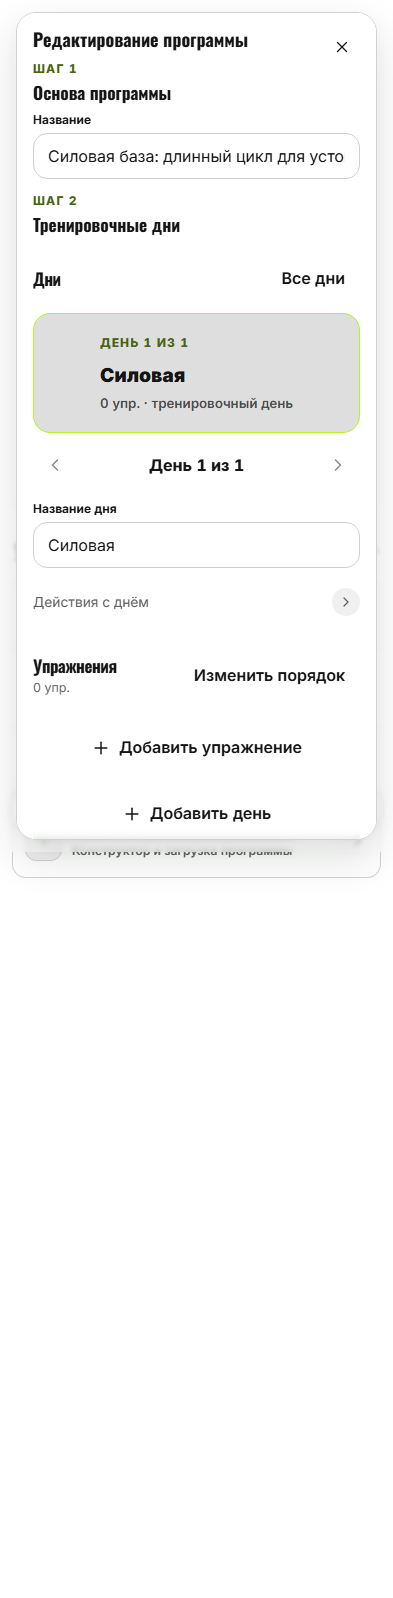 Редактирование программы
ШАГ 1
Основа программы
Название
Силовая база: длинный цикл для усто
ШАГ 2
Тренировочные дни
Дни
Все дни
ДЕНЬ 1 ИЗ 1
Силовая
0 упр. · тренировочный день
День 1 из 1
Название дня
Силовая
Действия с днём
Упражнения
0 упр.
Изменить порядок
Добавить упражнение
Добавить день
Конструктор и загрузка программы